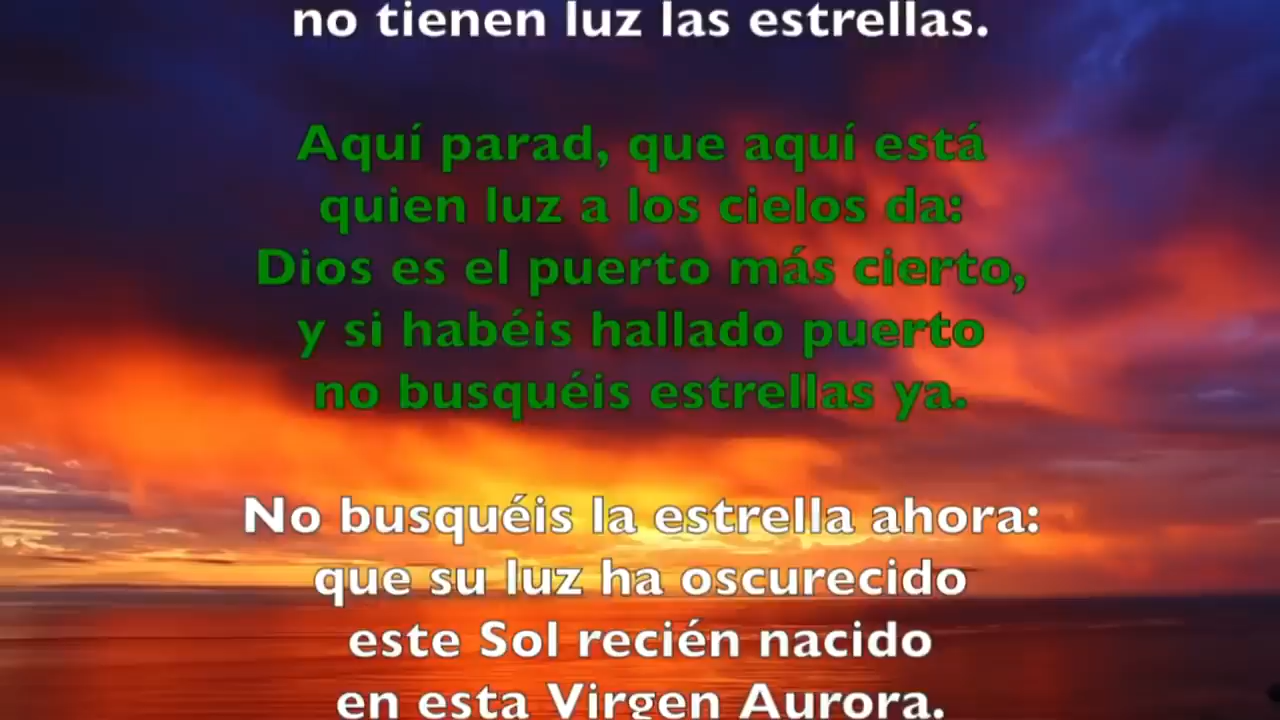 no tienen luz las estrellas.
Aquí parad, que aquí está
quien luz a los cielos da:
Dios es el puerto más cierto,
y si habéis hallado puerto
no busquéis estrellas ya.
No busquéis la estrella ahora:
que su luz ha oscurecido
este Sol recién nacido
en esta Virgen Aurora.